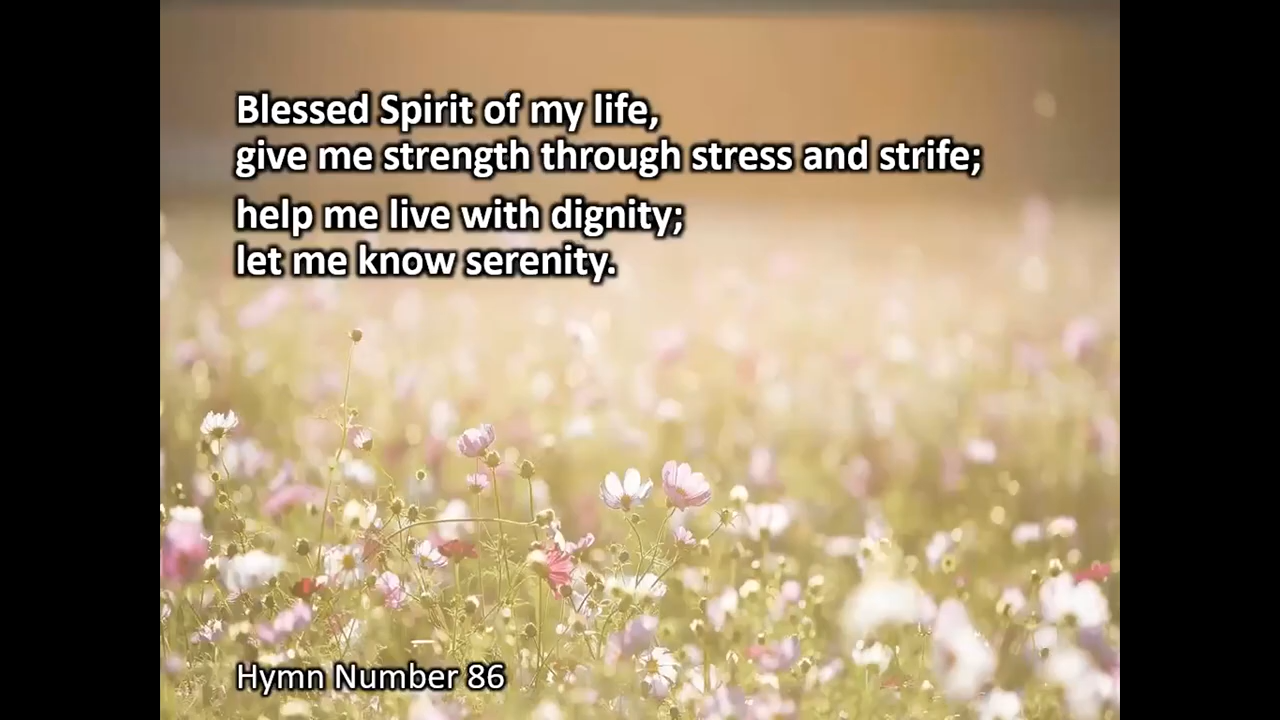 Blessed Spirit of my life,
give me strength through stress and strife;
help me live with dignity;
let me know serenity.
Hymn Number 86